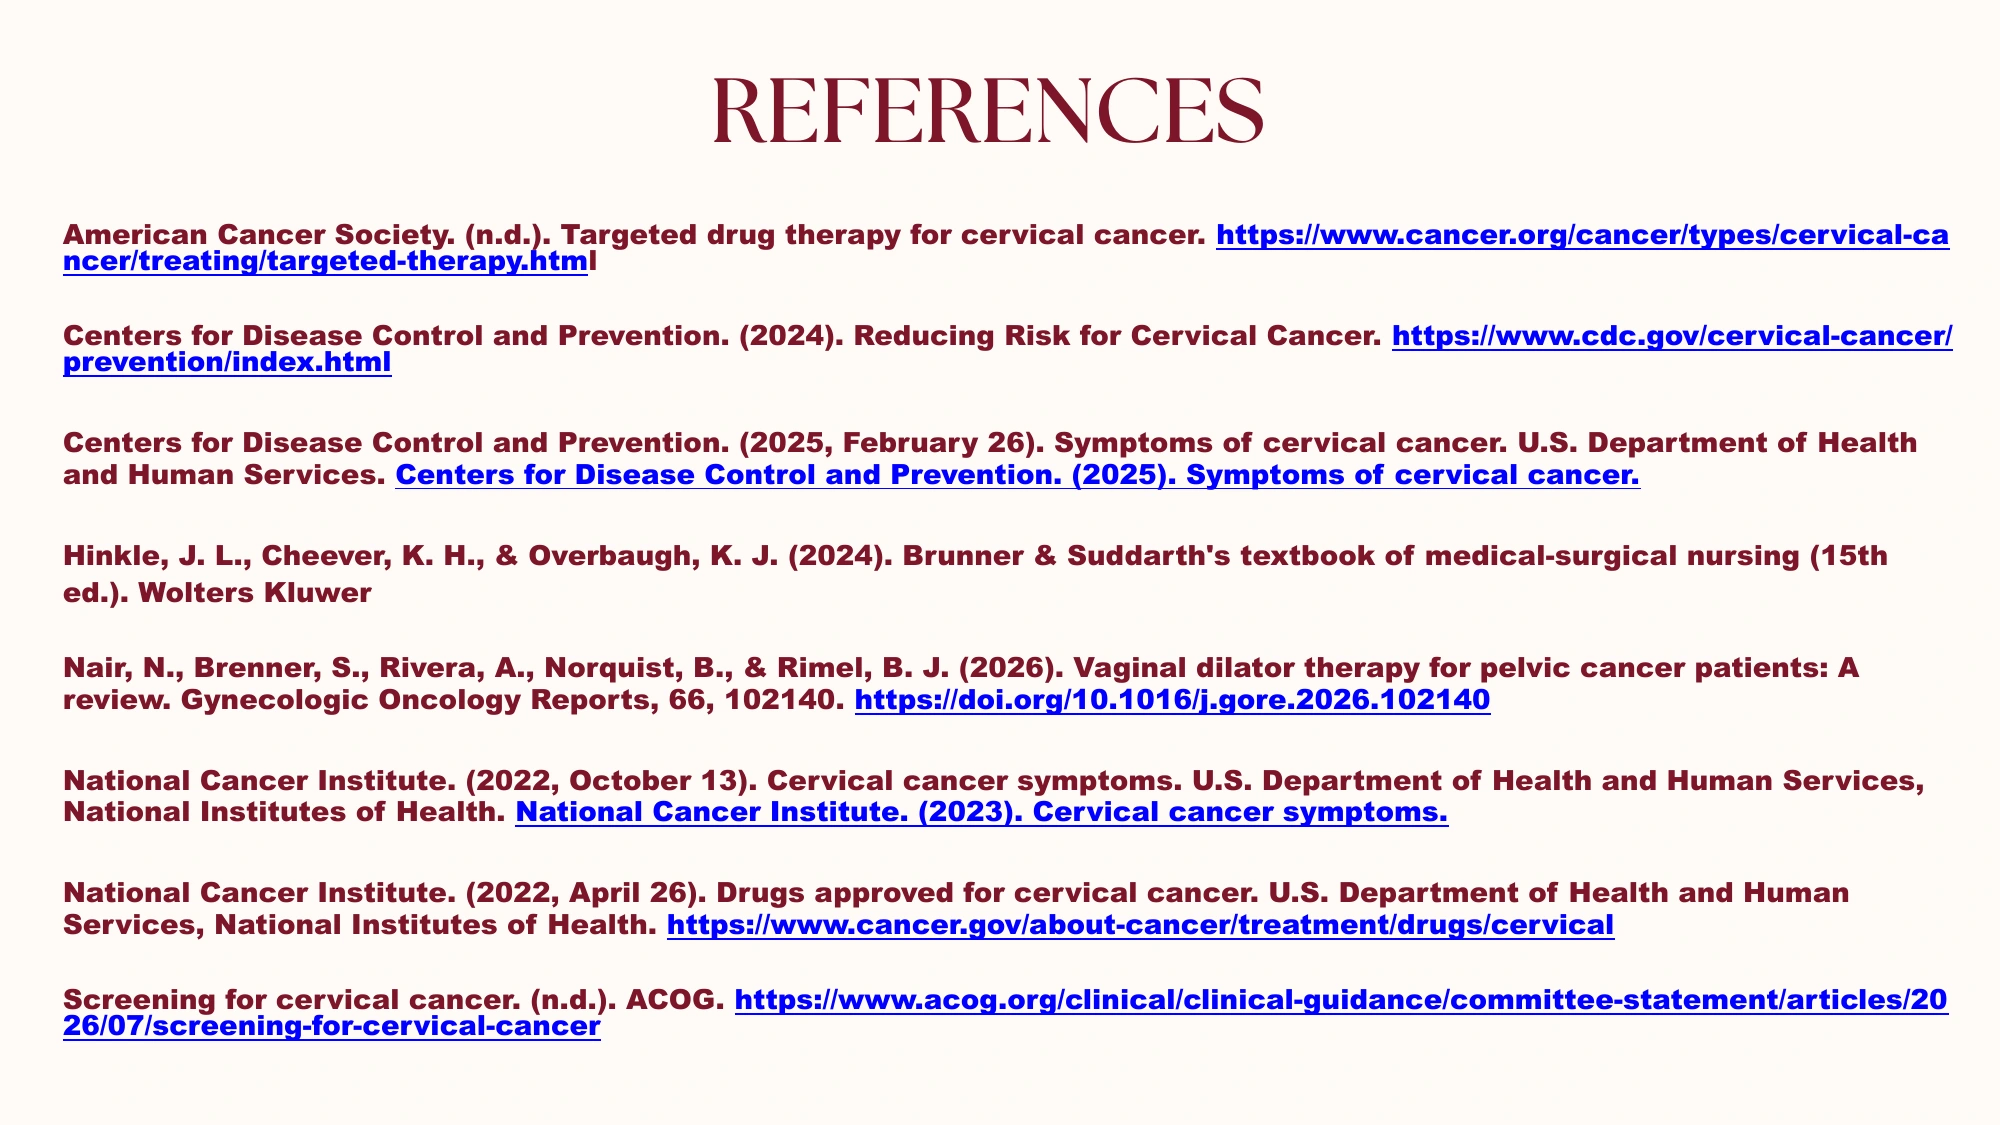 REFERENCES
American Cancer Society. (n.d.). Targeted drug therapy for cervical cancer. https://www.cancer.org/cancer/types/cervical-ca
ncer/treating/targeted-therapy.html
Centers for Disease Control and Prevention. (2024). Reducing Risk for Cervical Cancer. https://www.cdc.gov/cervical-cancer/
prevention/index.html
Centers for Disease Control and Prevention. (2025, February 26). Symptoms of cervical cancer. U.S. Department of Health
and Human Services. Centers for Disease Control and Prevention. (2025). Symptoms of cervical cancer.
Hinkle, J. L., Cheever, K. H., & Overbaugh, K. J. (2024). Brunner & Suddarth's textbook of medical-surgical nursing (15th
ed.). Wolters Kluwer
Nair, N., Brenner, S., Rivera, A., Norquist, B., & Rimel, B. J. (2026). Vaginal dilator therapy for pelvic cancer patients: A
review. Gynecologic Oncology Reports, 66, 102140. https://doi.org/10.1016/j.gore.2026.102140
National Cancer Institute. (2022, October 13). Cervical cancer symptoms. U.S. Department of Health and Human Services,
National Institutes of Health. National Cancer Institute. (2023). Cervical cancer symptoms.
National Cancer Institute. (2022, April 26). Drugs approved for cervical cancer. U.S. Department of Health and Human
Services, National Institutes of Health. https://www.cancer.gov/about-cancer/treatment/drugs/cervical
Screening for cervical cancer. (n.d.). ACOG. https://www.acog.org/clinical/clinical-guidance/committee-statement/articles/20
26/07/screening-for-cervical-cancer